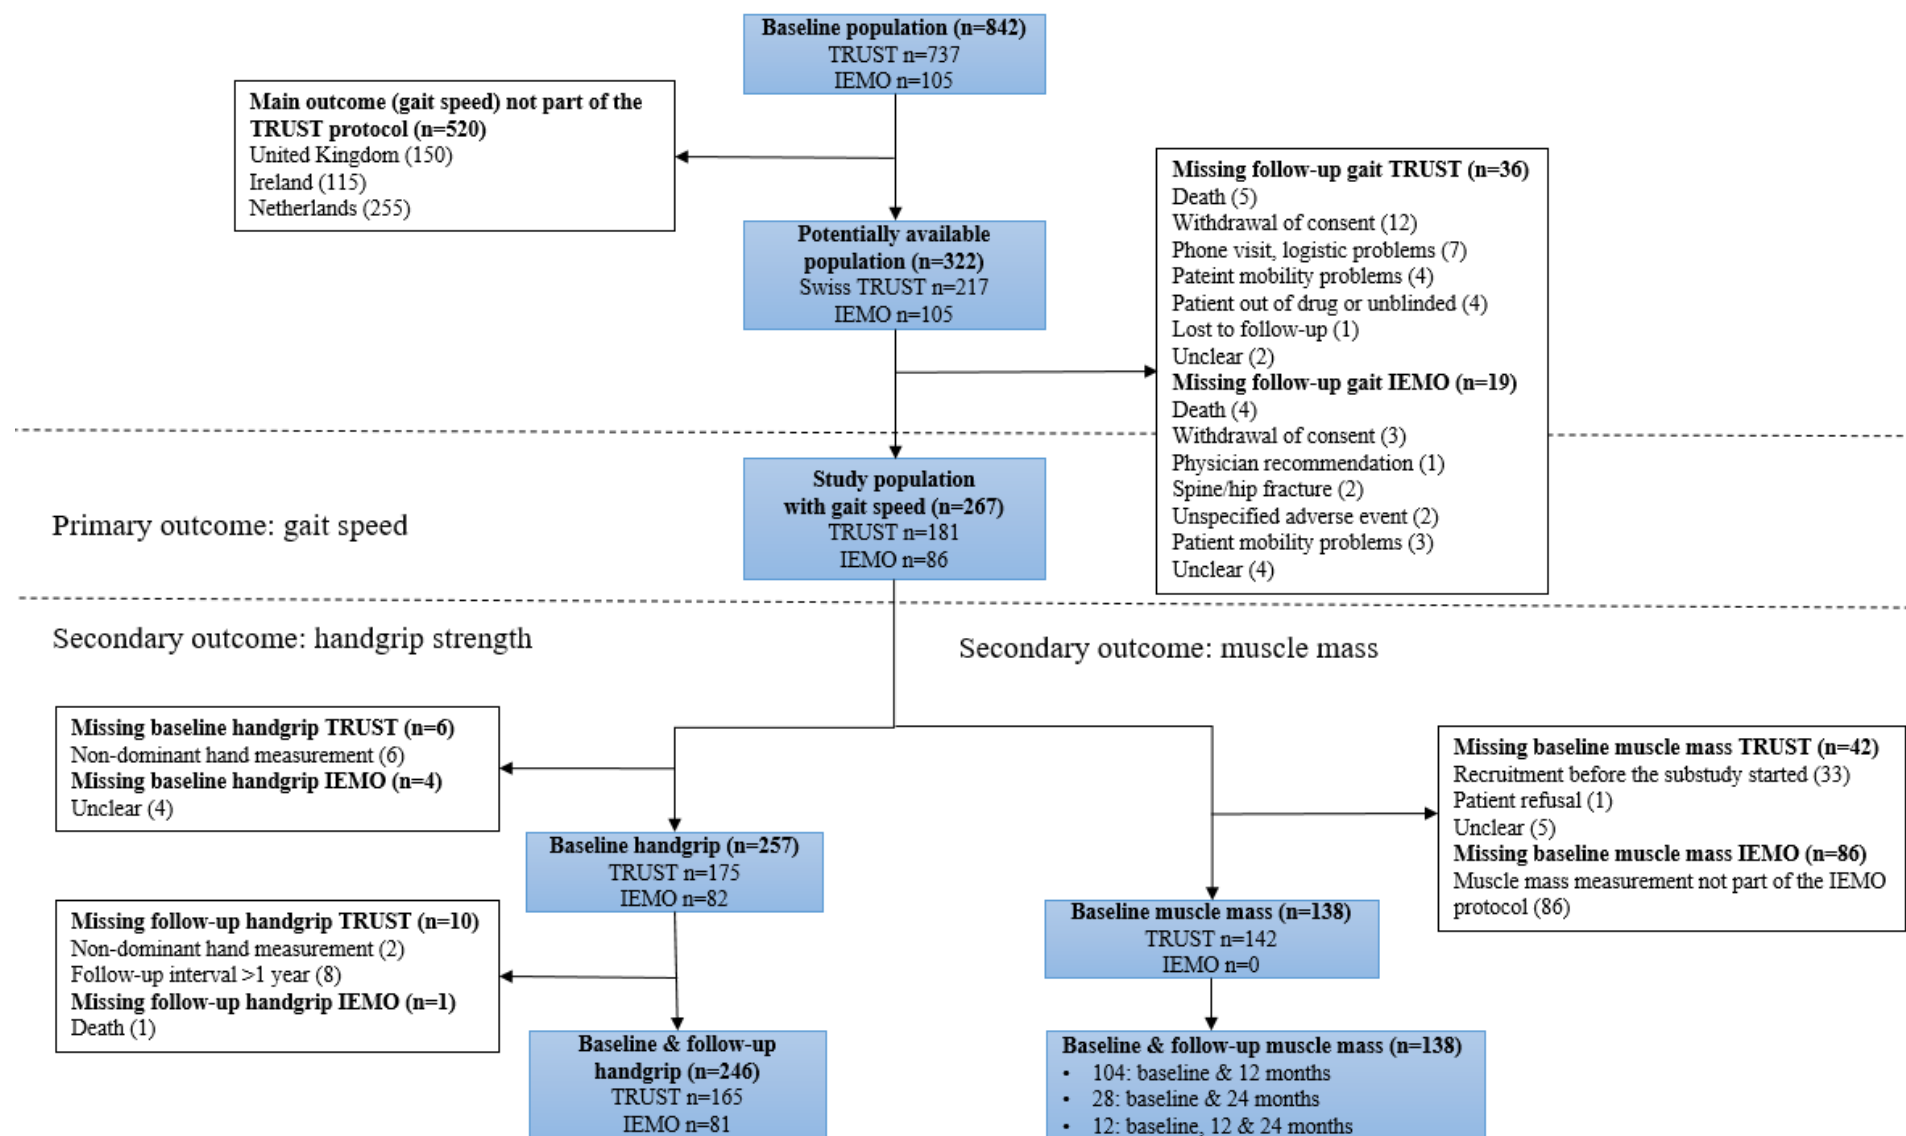 Baseline population (n=842)
TRUST n=737
IEMO n=105
Main outcome (gait speed) not part of the
TRUST protocol (n=520)
United Kingdom (150)
Ireland (115)
Netherlands (255)
Missing follow-up gait TRUST (n=36)
Death (5)
Withdrawal of consent (12)
Phone visit, logistic problems (7)
Pateint mobility problems (4)
Patient out of drug or unblinded (4)
Lost to follow-up (1)
Unclear (2)
Missing follow-up gait IEMO (n=19)
Death (4)
Withdrawal of consent (3)
Physician recommendation (1)
Spine/hip fracture (2)
Unspecified adverse event (2)
Patient mobility problems (3)
Unclear (4)
Potentially available
population (n=322)
Swiss TRUST n=217
IEMO n=105
Primary outcome: gait speed
Study population
with gait speed (n=267)
TRUST n=181
IEMO n=86
Secondary outcome: handgrip strength
Secondary outcome: muscle mass
Missing baseline handgrip TRUST (n=6)
Non-dominant hand measurement (6)
Missing baseline handgrip IEMO (n=4)
Unclear (4)
Baseline handgrip (n=257)
TRUST n=175
IEMO n=82
Missing follow-up handgrip TRUST (n=10)
Non-dominant hand measurement (2)
Follow-up interval >1 year (8)
Missing follow-up handgrip IEMO (n=1)
Death (1)
Baseline & follow-up
handgrip (n=246)
TRUST n=165
IEMO n=81
Missing baseline muscle mass TRUST (n=42)
Recruitment before the substudy started (33)
Patient refusal (1)
Unclear (5)
Missing baseline muscle mass IEMO (n=86)
Muscle mass measurement not part of the IEMO
protocol (86)
Baseline muscle mass (n=138)
TRUST n=142
IEMO n=0
Baseline & follow-up muscle mass (n=138)
• 104: baseline & 12 months
• 28: baseline & 24 months
• 12: baseline, 12 & 24 months